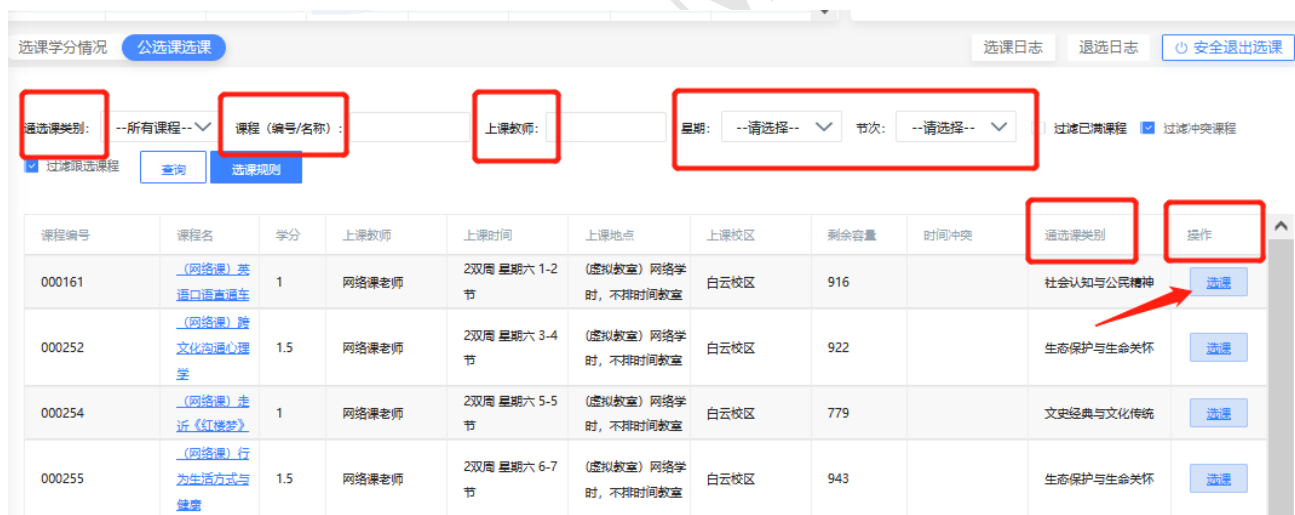 选课学分情况 公选课选课 选课日志 退选日志 安全退出选课
通选课类别： --所有课程-- 课程（编号/名称）： 上课教师： 星期： --请选择-- 节次： --请选择-- 过滤已满课程 过滤冲突课程
过滤限选课程 查询 选课规则
课程编号 课程名 学分 上课教师 上课时间 上课地点 上课校区 剩余容量 时间冲突 通选课类别 操作
000161 （网络课）英语口语直通车 1 网络课老师 2双周 星期六 1-2节 (虚拟教室) 网络学时，不排时间教室 白云校区 916 社会认知与公民精神 选课
000252 （网络课）跨文化沟通心理学 1.5 网络课老师 2双周 星期六 3-4节 (虚拟教室) 网络学时，不排时间教室 白云校区 922 生态保护与生命关怀 选课
000254 （网络课）走近《红楼梦》 1 网络课老师 2双周 星期六 5-5节 (虚拟教室) 网络学时，不排时间教室 白云校区 779 文史经典与文化传统 选课
000255 （网络课）行为生活方式与健康 1.5 网络课老师 2双周 星期六 6-7节 (虚拟教室) 网络学时，不排时间教室 白云校区 943 生态保护与生命关怀 选课